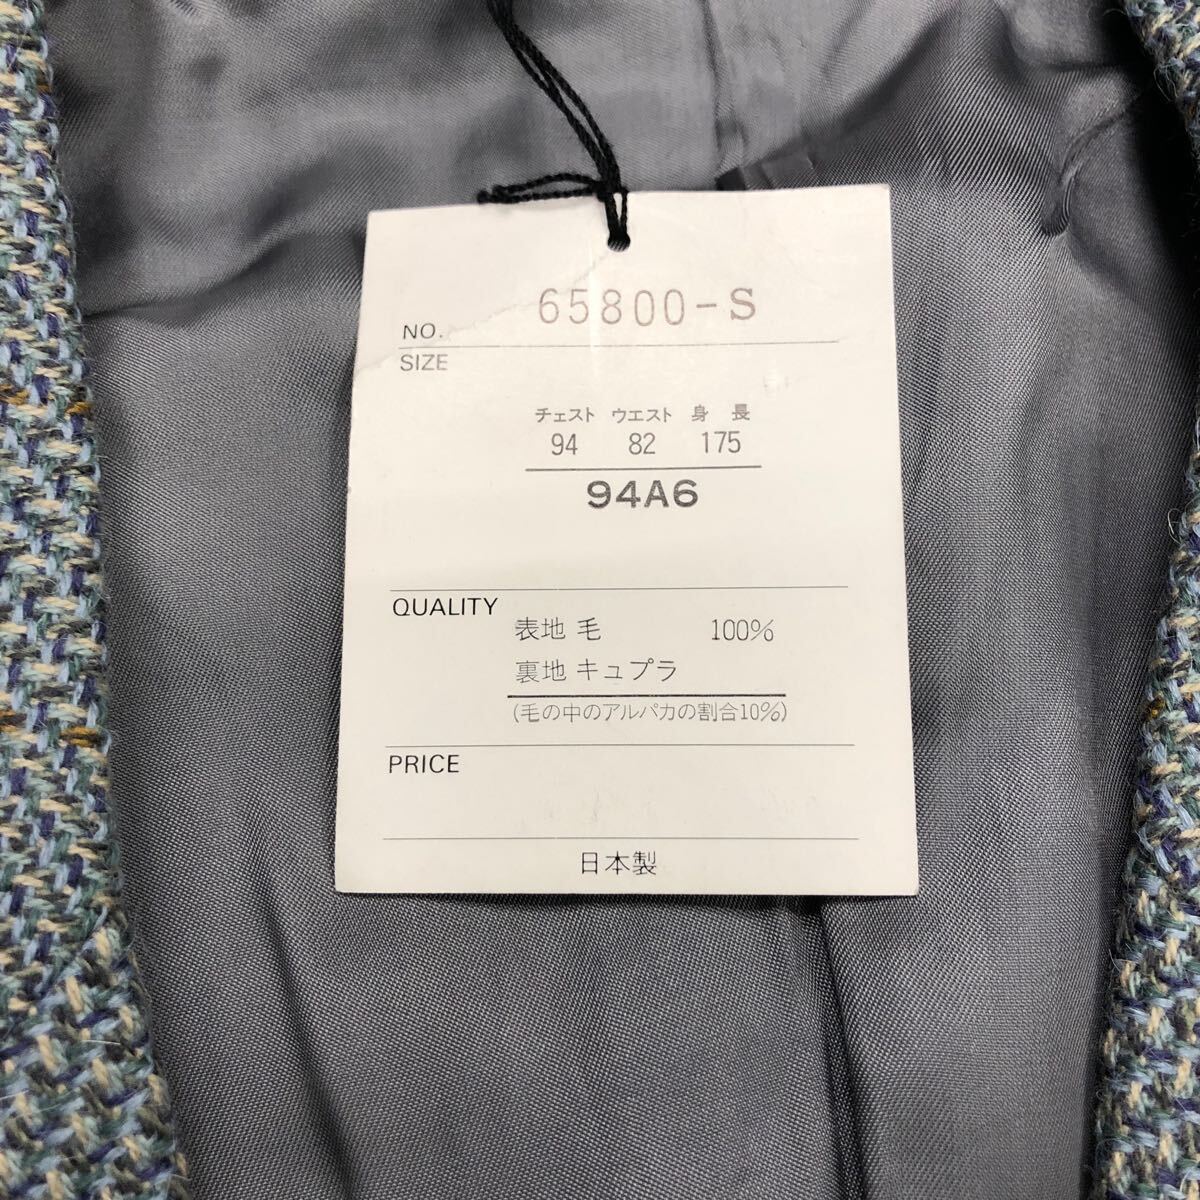 NO. 65800-S
SIZE
チェスト ウエスト 身長
94 82 175
94A6
QUALITY
表地 毛 100%
裏地 キュプラ
(毛の中のアルパカの割合10%)
PRICE
日本製